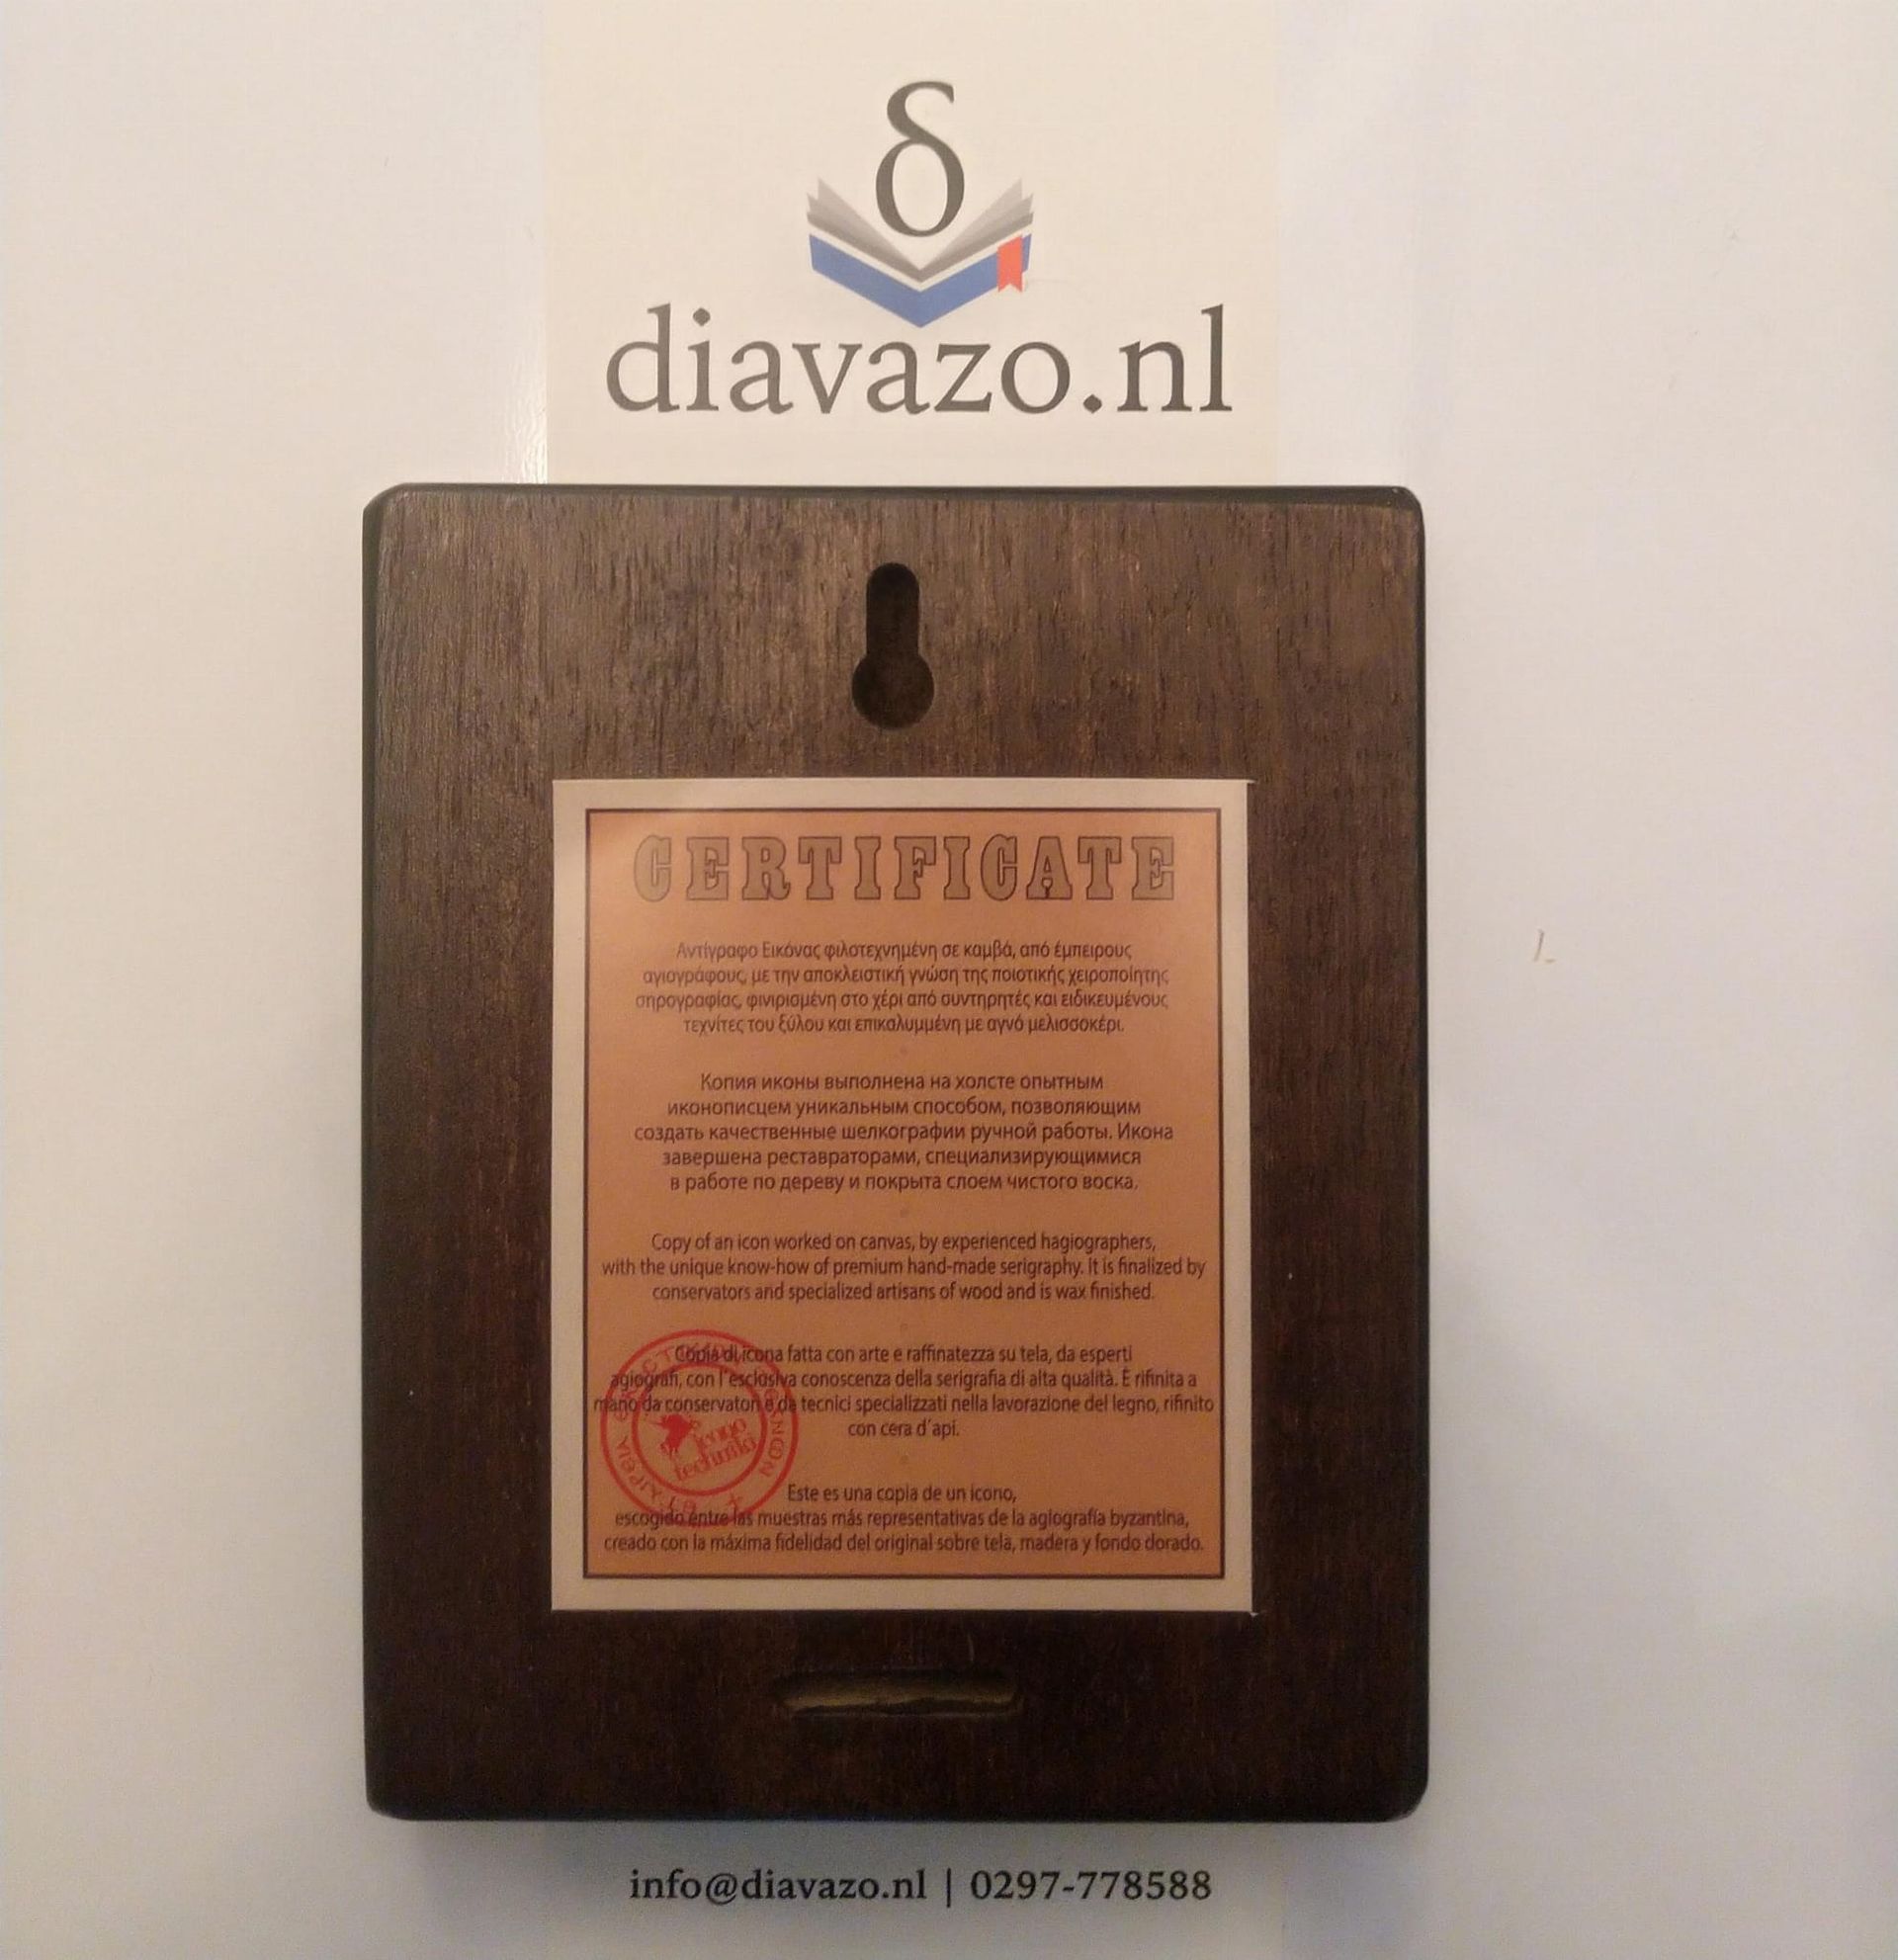 δ
diavazo.nl
CERTIFICATE
Αντίγραφο Εικόνας φιλοτεχνημένη σε καμβά, από έμπειρους
αγιογράφους, με την αποκλειστική γνώση της ποιοτικής χειροποίητης
σηρογραφίας, φινιρισμένη στο χέρι από συντηρητές και ειδικευμένους
τεχνίτες του ξύλου και επικαλυμμένη με αγνό μελισσοκέρι.
Копия иконы выполнена на холсте опытным
иконописцем уникальным способом, позволяющим
создать качественные шелкографии ручной работы. Икона
завершена реставраторами, специализирующимися
в работе по дереву и покрыта слоем чистого воска.
Copy of an icon worked on canvas, by experienced hagiographers,
with the unique know-how of premium hand-made serigraphy. It is finalized by
conservators and specialized artisans of wood and is wax finished.
Copia di icona fatta con arte e raffinatezza su tela, da esperti
agiografi, con l'esclusiva conoscenza della serigrafia di alta qualità. È rifinita a
mano da conservatori e da tecnici specializzati nella lavorazione del legno, rifinito
con cera d'api.
Este es una copia de un icono,
escogido entre las muestras más representativas de la agiografía byzantina,
creado con la máxima fidelidad del original sobre tela, madera y fondo dorado.
icono
techniki
info@diavazo.nl | 0297-778588